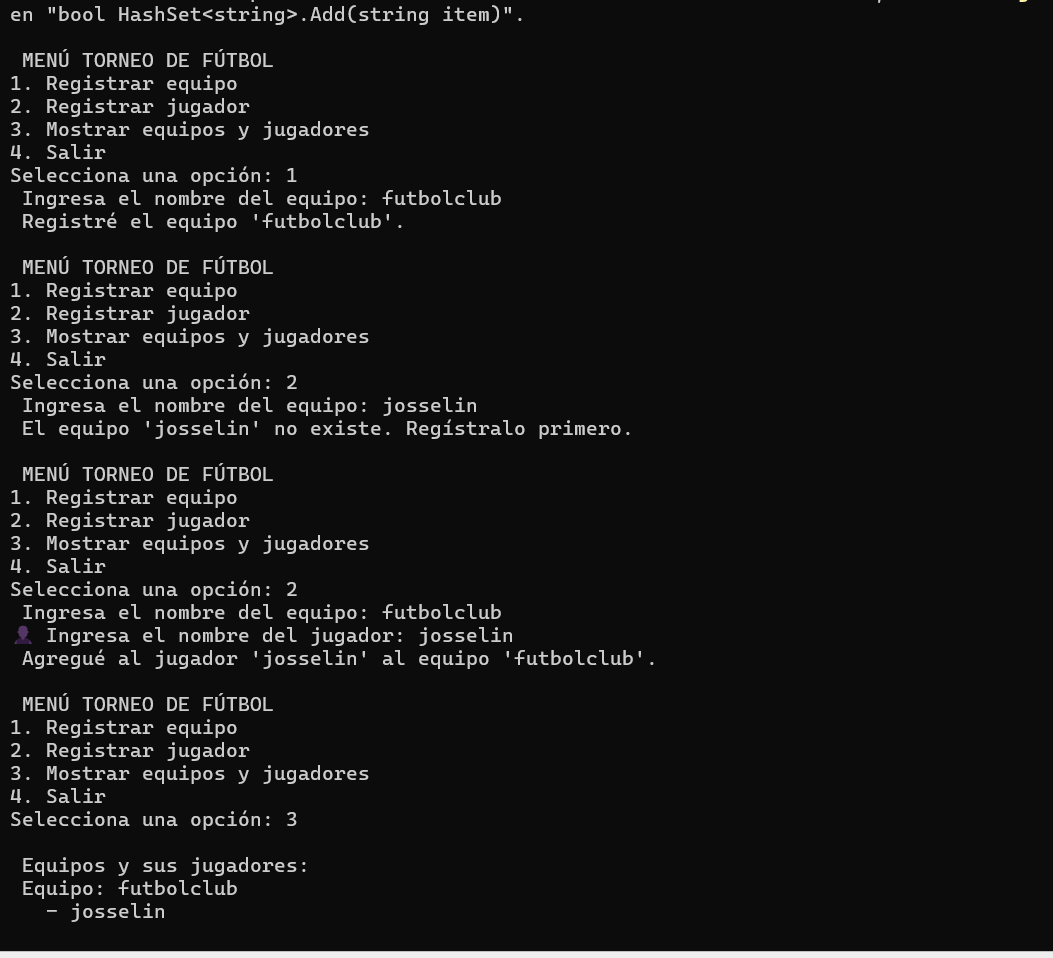 en "bool HashSet<string>.Add(string item)".
MENÚ TORNEO DE FÚTBOL
1. Registrar equipo
2. Registrar jugador
3. Mostrar equipos y jugadores
4. Salir
Selecciona una opción: 1
Ingresa el nombre del equipo: futbolclub
Registré el equipo 'futbolclub'.
MENÚ TORNEO DE FÚTBOL
1. Registrar equipo
2. Registrar jugador
3. Mostrar equipos y jugadores
4. Salir
Selecciona una opción: 2
Ingresa el nombre del equipo: josselin
El equipo 'josselin' no existe. Regístralo primero.
MENÚ TORNEO DE FÚTBOL
1. Registrar equipo
2. Registrar jugador
3. Mostrar equipos y jugadores
4. Salir
Selecciona una opción: 2
Ingresa el nombre del equipo: futbolclub
👤 Ingresa el nombre del jugador: josselin
Agregué al jugador 'josselin' al equipo 'futbolclub'.
MENÚ TORNEO DE FÚTBOL
1. Registrar equipo
2. Registrar jugador
3. Mostrar equipos y jugadores
4. Salir
Selecciona una opción: 3
Equipos y sus jugadores:
Equipo: futbolclub
- josselin